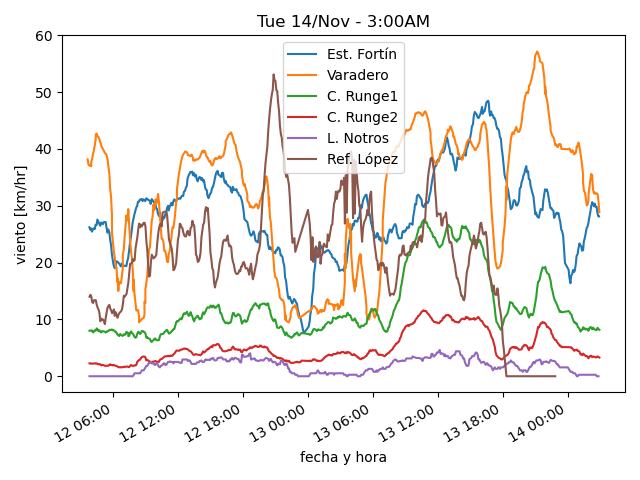 Tue 14/Nov - 3:00AM
Est. Fortín
Varadero
C. Runge1
C. Runge2
L. Notros
Ref. López
viento [km/hr]
60
50
40
30
20
10
0
12 06:00
12 12:00
12 18:00
13 00:00
13 06:00
13 12:00
13 18:00
14 00:00
fecha y hora